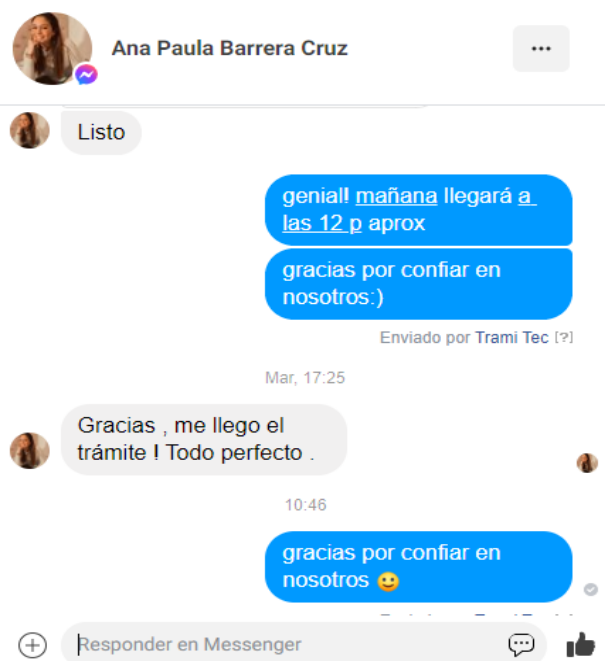 Ana Paula Barrera Cruz
Listo
genial! mañana llegará a
las 12 p aprox
gracias por confiar en
nosotros:)
Enviado por Trami Tec [?]
Mar, 17:25
Gracias , me llego el
trámite ! Todo perfecto .
10:46
gracias por confiar en
nosotros 🙂
Responder en Messenger